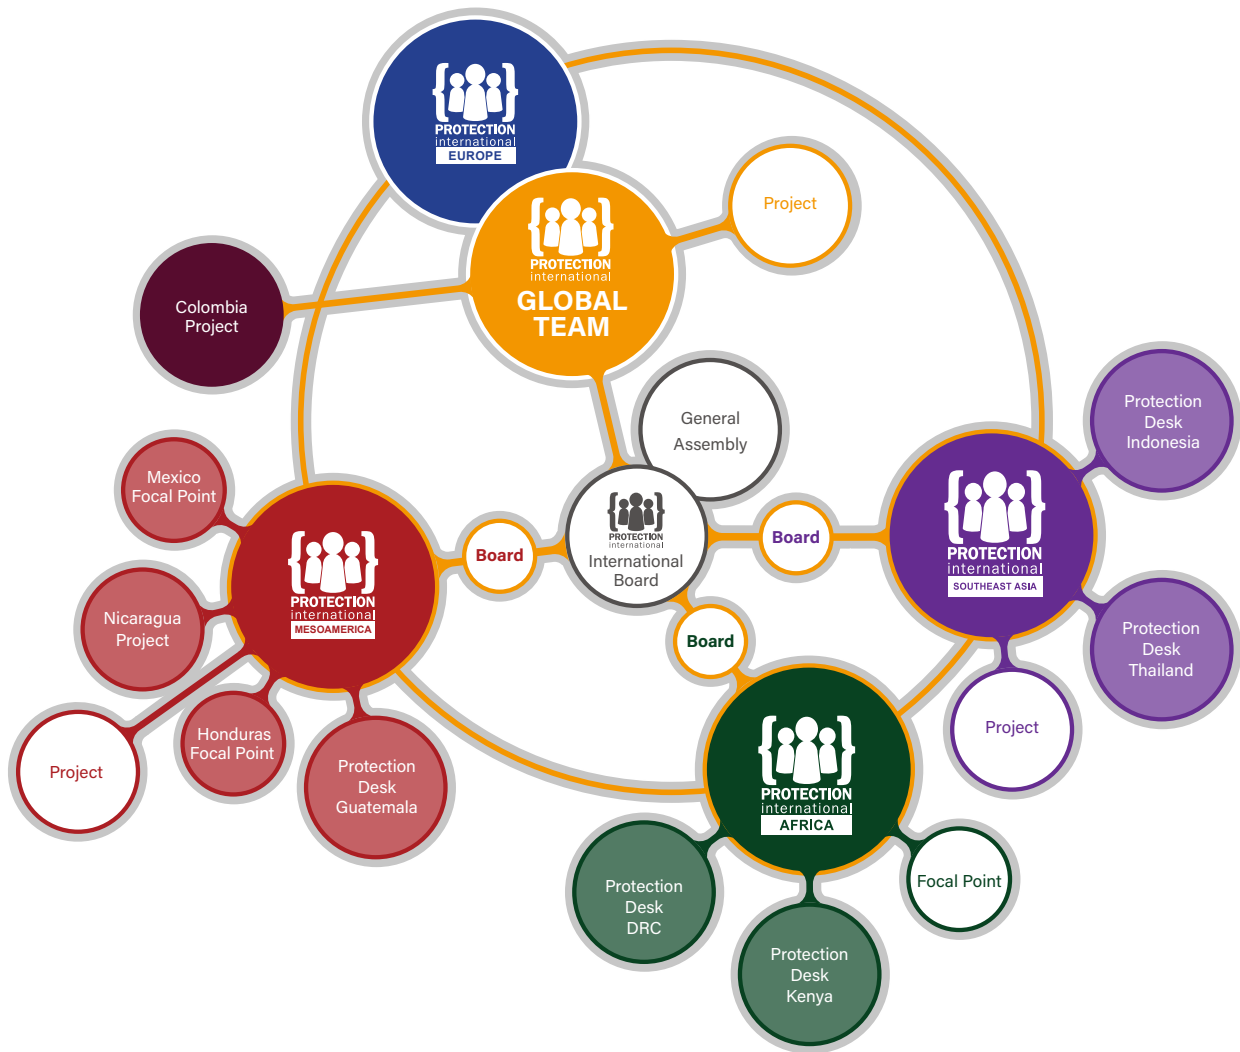 PROTECTION
international
EUROPE
Project
PROTECTION
international
GLOBAL
TEAM
Colombia
Project
General
Assembly
Protection
Desk
Indonesia
Mexico
Focal Point
PROTECTION
international
International
Board
Board
Board
Board
PROTECTION
international
SOUTHEAST ASIA
PROTECTION
international
MESOAMERICA
Nicaragua
Project
Protection
Desk
Thailand
Project
Honduras
Focal Point
Project
Protection
Desk
Guatemala
PROTECTION
international
AFRICA
Focal Point
Protection
Desk
DRC
Protection
Desk
Kenya